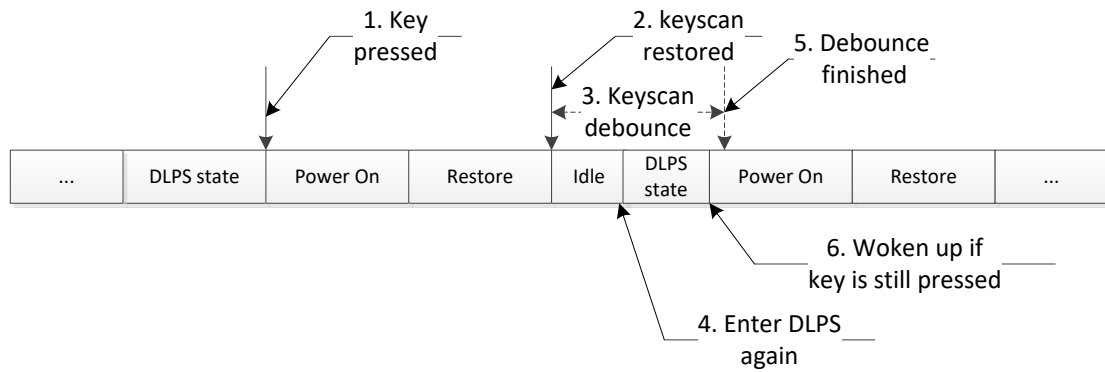 1. Key
pressed
2. keyscan
restored
5. Debounce
finished
3. Keyscan
debounce
... DLPS state Power On Restore Idle DLPS state Power On Restore ...
6. Woken up if
key is still pressed
4. Enter DLPS
again